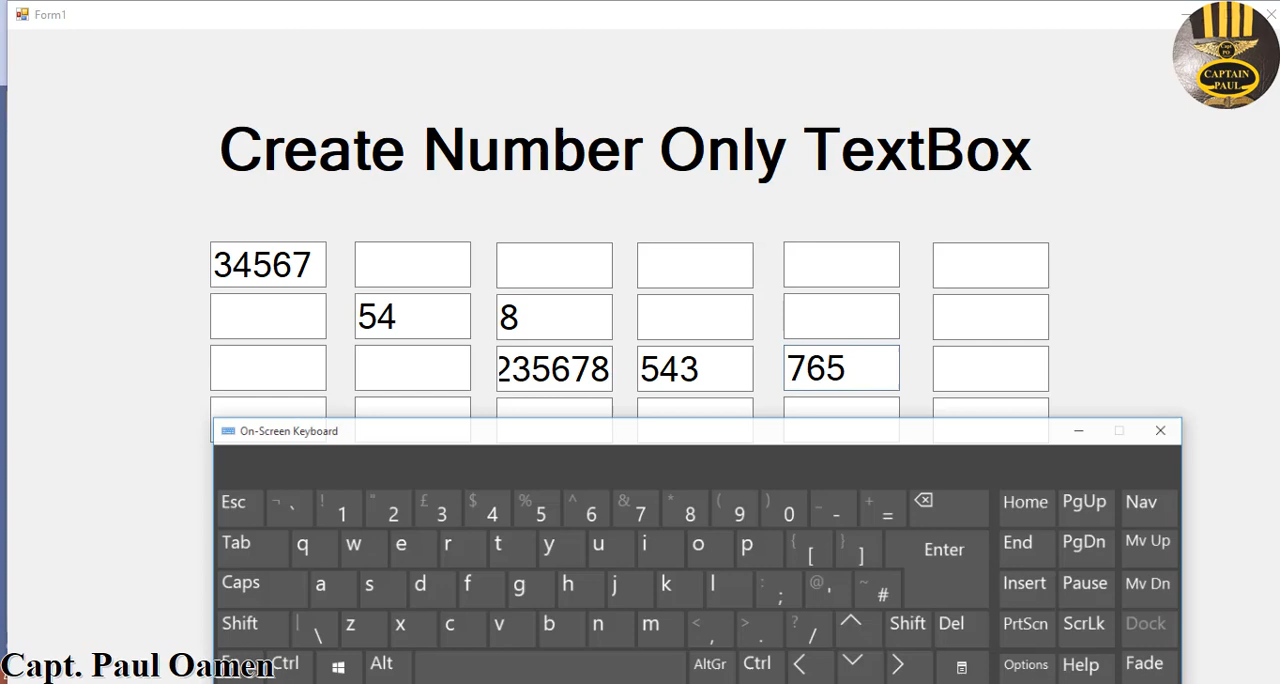 Form1
CAPTAIN
PAUL
Create Number Only TextBox
34567
54 8
235678 543 765
On-Screen Keyboard
Esc ¬ ` ! 1 " 2 £ 3 $ 4 % 5 ^ 6 & 7 * 8 ( 9 ) 0 _ - + = Home PgUp Nav
Tab q w e r t y u i o p { [ } ] Enter End PgDn Mv Up
Caps a s d f g h j k l : ; @ ' ~ # Insert Pause Mv Dn
Shift | \ z x c v b n m < , > . ? / Shift Del PrtScn ScrLk Dock
Ctrl Alt AltGr Ctrl Options Help Fade
Capt. Paul Oamen